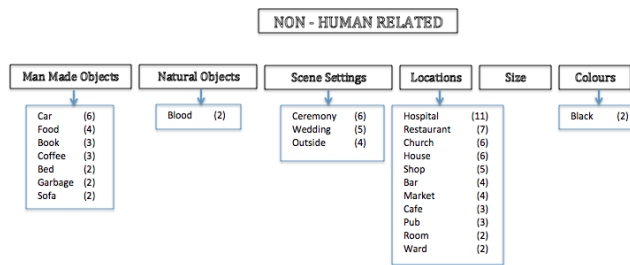 NON - HUMAN RELATED
Man Made Objects
Natural Objects
Scene Settings
Locations
Size
Colours
Car (6)
Food (4)
Book (3)
Coffee (3)
Bed (2)
Garbage (2)
Sofa (2)
Blood (2)
Ceremony (6)
Wedding (5)
Outside (4)
Hospital (11)
Restaurant (7)
Church (6)
House (6)
Shop (5)
Bar (4)
Market (4)
Cafe (3)
Pub (3)
Room (2)
Ward (2)
Black (2)